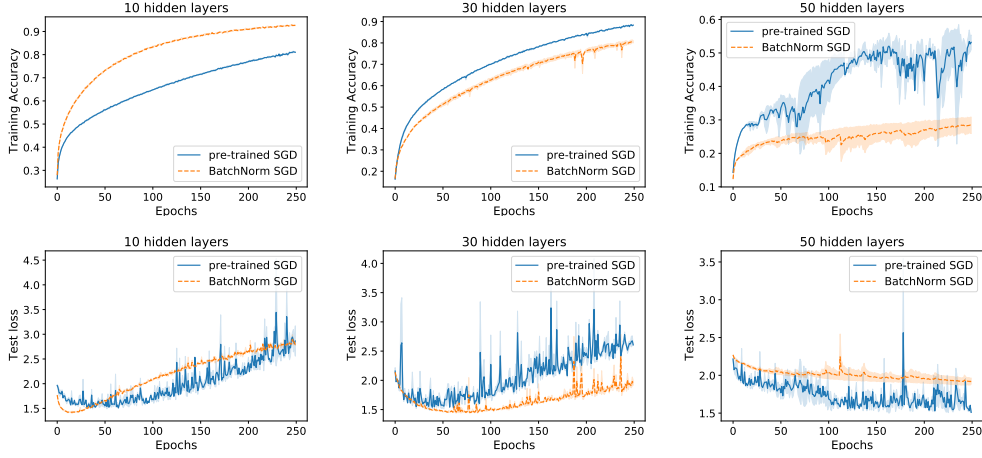 10 hidden layers
Training Accuracy
0.9
0.8
0.7
0.6
0.5
0.4
0.3
pre-trained SGD
BatchNorm SGD
0 50 100 150 200 250
Epochs
30 hidden layers
Training Accuracy
0.9
0.8
0.7
0.6
0.5
0.4
0.3
0.2
pre-trained SGD
BatchNorm SGD
0 50 100 150 200 250
Epochs
50 hidden layers
Training Accuracy
0.6
0.5
0.4
0.3
0.2
0.1
pre-trained SGD
BatchNorm SGD
0 50 100 150 200 250
Epochs
10 hidden layers
Test loss
4.5
4.0
3.5
3.0
2.5
2.0
1.5
pre-trained SGD
BatchNorm SGD
0 50 100 150 200 250
Epochs
30 hidden layers
Test loss
4.0
3.5
3.0
2.5
2.0
1.5
pre-trained SGD
BatchNorm SGD
0 50 100 150 200 250
Epochs
50 hidden layers
Test loss
3.5
3.0
2.5
2.0
1.5
pre-trained SGD
BatchNorm SGD
0 50 100 150 200 250
Epochs